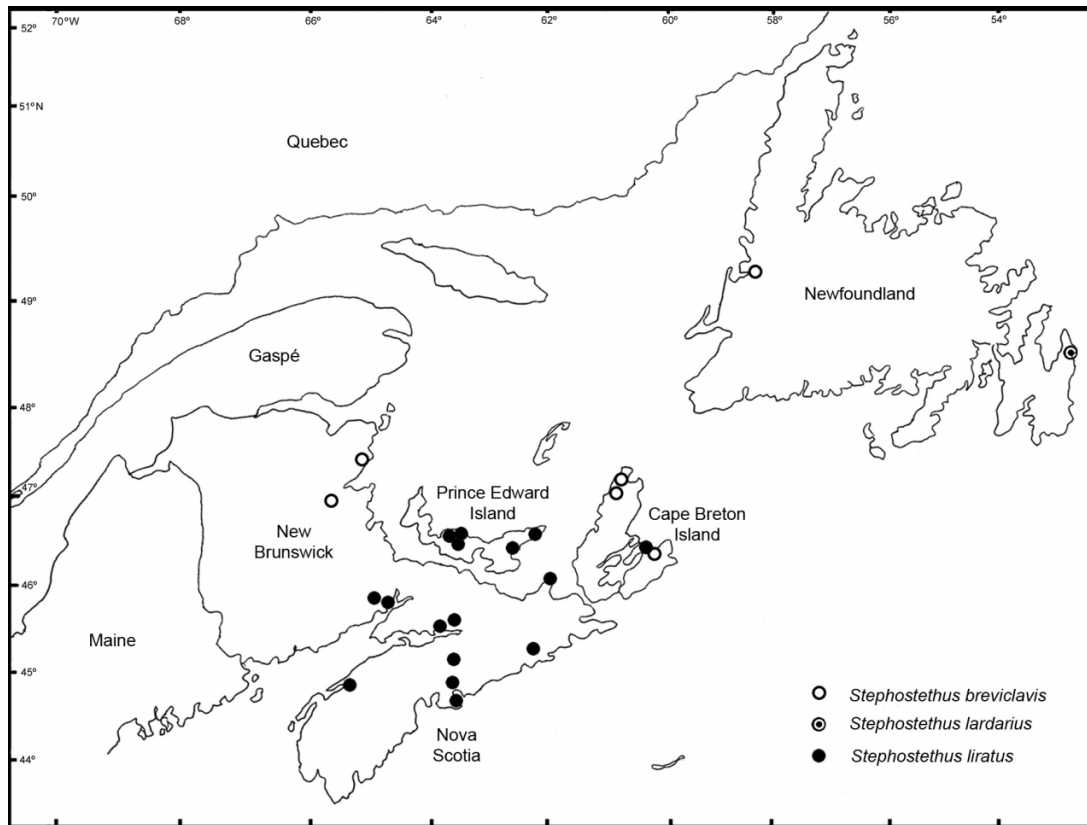 70°W 68° 66° 64° 62° 60° 58° 56° 54°
52°
51°N
Quebec
50°
49°
Newfoundland
Gaspé
48°
47°
Prince Edward
Island
Cape Breton
Island
New
Brunswick
46°
Maine
45°
Stephostethus breviclavis
Stephostethus lardarius
Nova
Scotia
Stephostethus liratus
44°